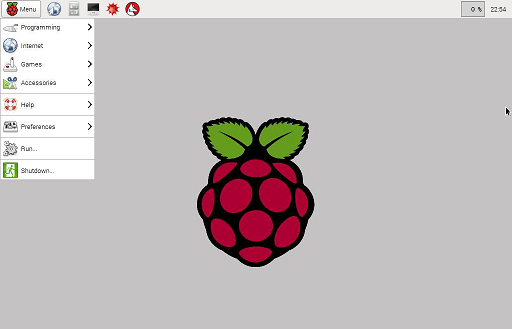 Menu
0 %
22:54
Programming
Internet
Games
Accessories
Help
Preferences
Run...
Shutdown...